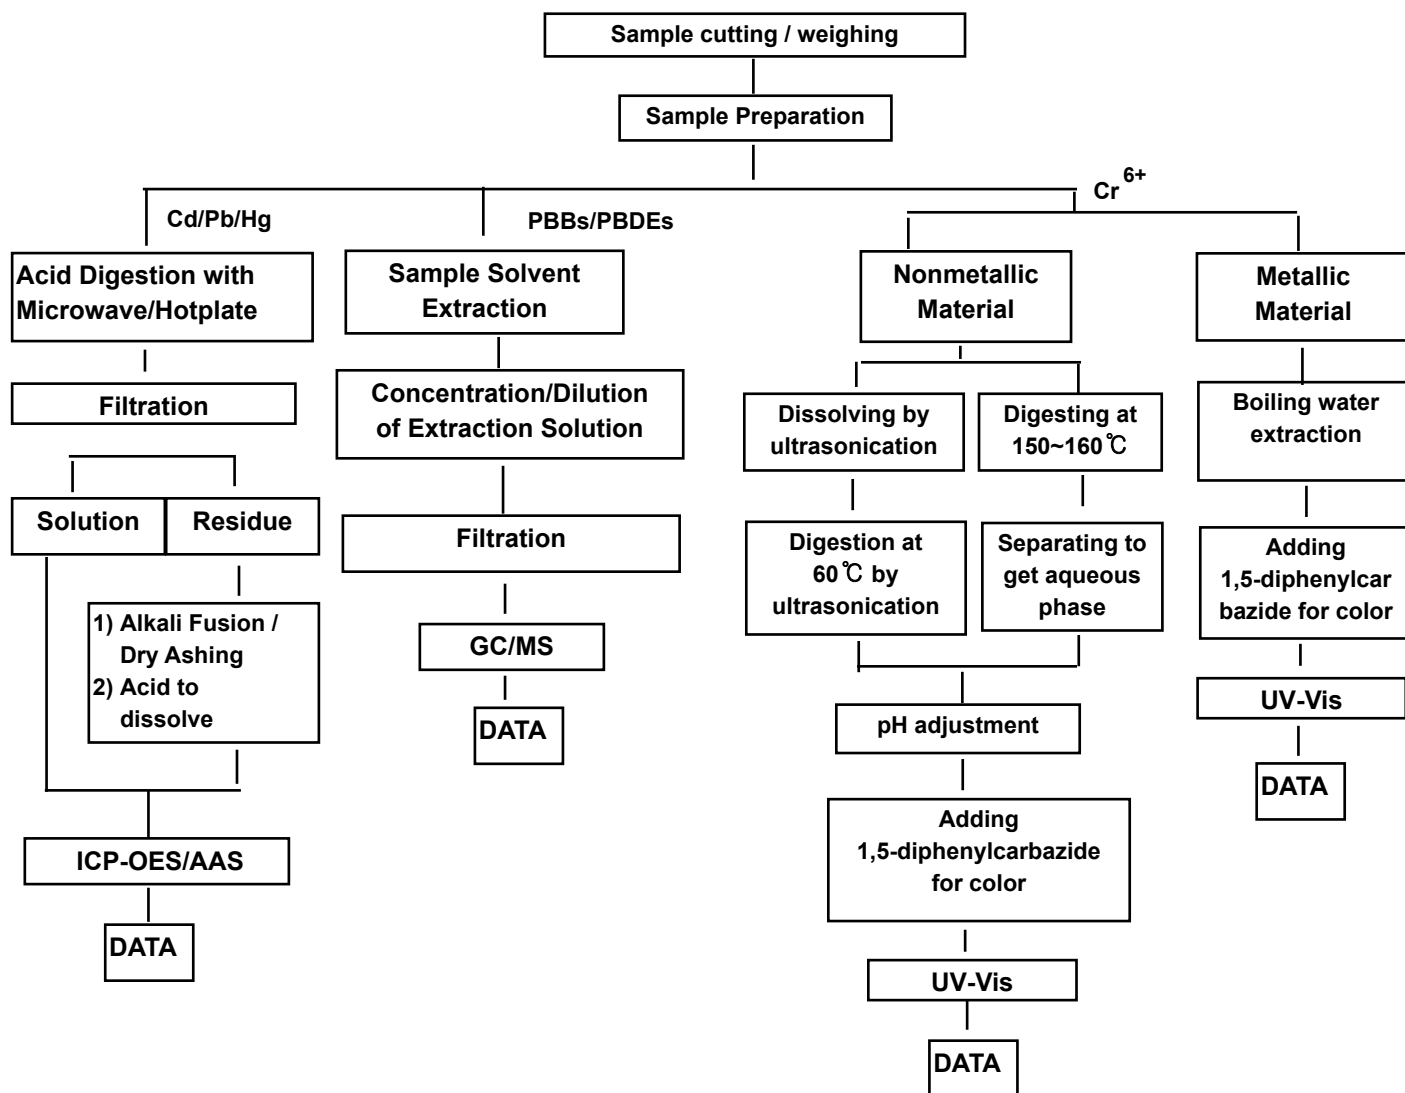 Sample cutting / weighing
Sample Preparation
Cd/Pb/Hg
PBBs/PBDEs
Cr 6+
Acid Digestion with
Microwave/Hotplate
Filtration
Solution
Residue
1) Alkali Fusion /
Dry Ashing
2) Acid to
dissolve
ICP-OES/AAS
DATA
Sample Solvent
Extraction
Concentration/Dilution
of Extraction Solution
Filtration
GC/MS
DATA
Nonmetallic
Material
Dissolving by
ultrasonication
Digestion at
60℃ by
ultrasonication
Digesting at
150~160℃
Separating to
get aqueous
phase
pH adjustment
Adding
1,5-diphenylcarbazide
for color
UV-Vis
DATA
Metallic
Material
Boiling water
extraction
Adding
1,5-diphenylcar
bazide for color
UV-Vis
DATA